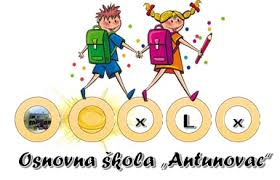 x L x
Osnovna škola „Antunovac“